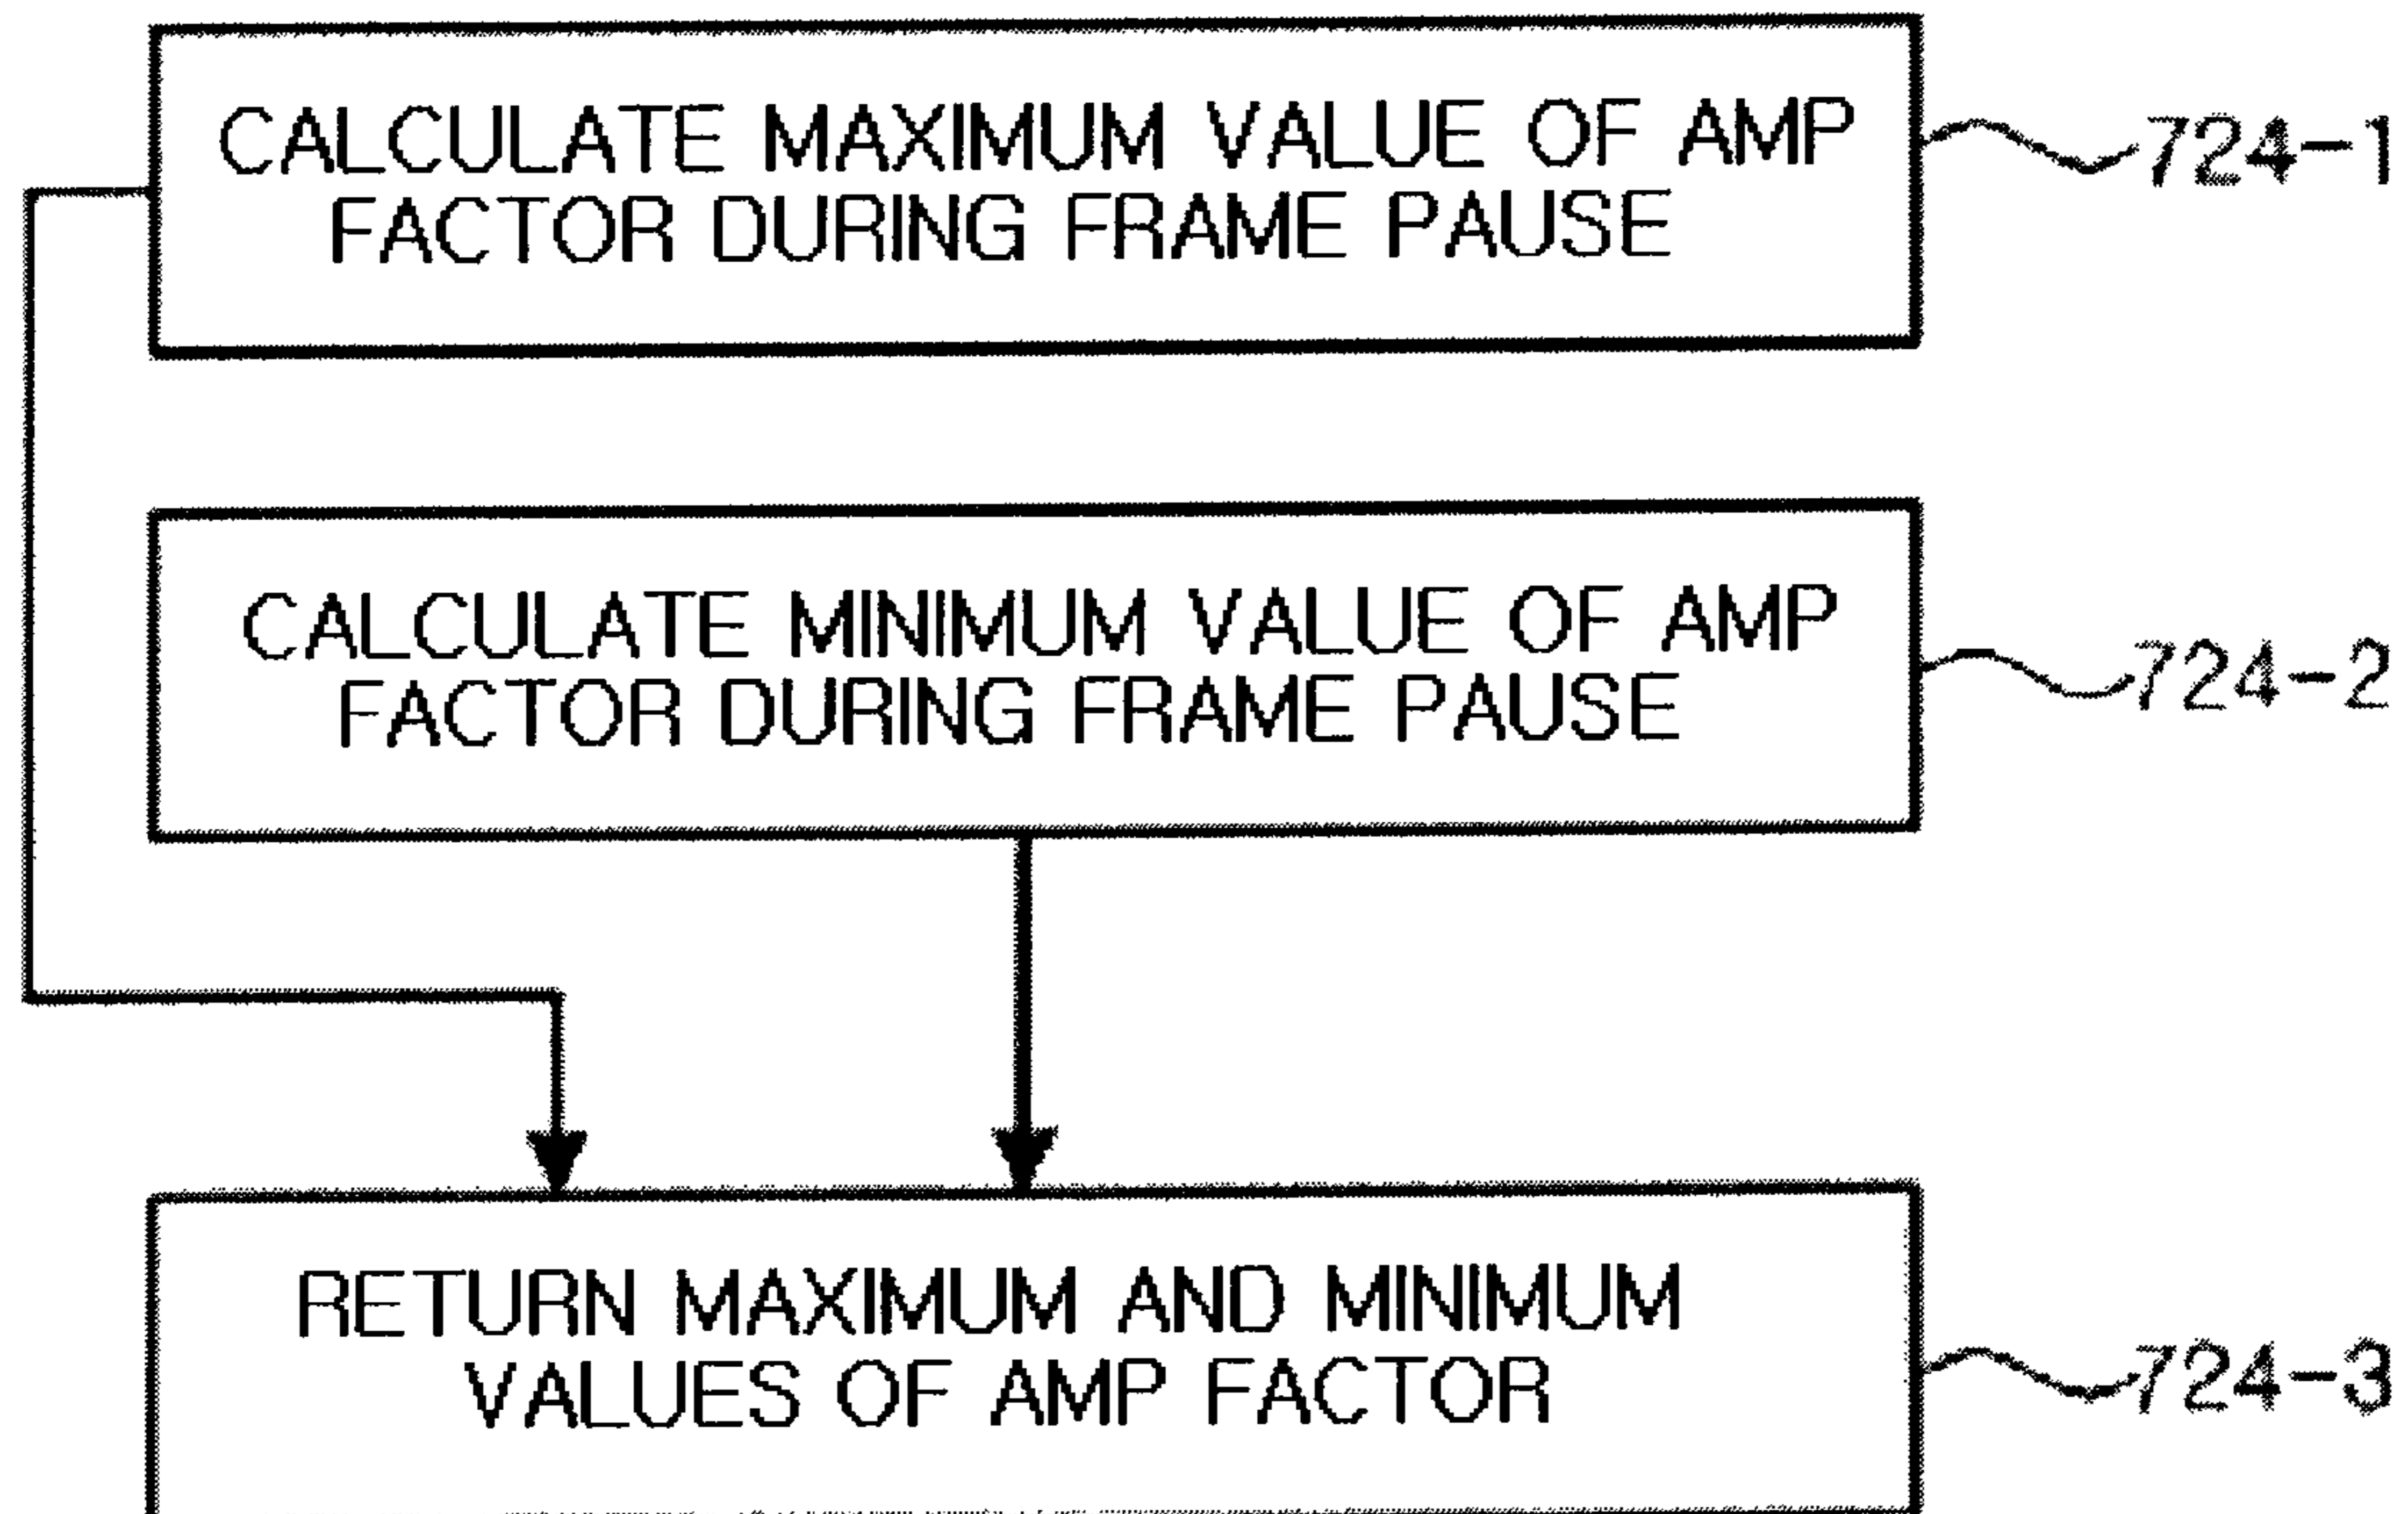 CALCULATE MAXIMUM VALUE OF AMP
FACTOR DURING FRAME PAUSE
724-1
CALCULATE MINIMUM VALUE OF AMP
FACTOR DURING FRAME PAUSE
724-2
RETURN MAXIMUM AND MINIMUM
VALUES OF AMP FACTOR
724-3